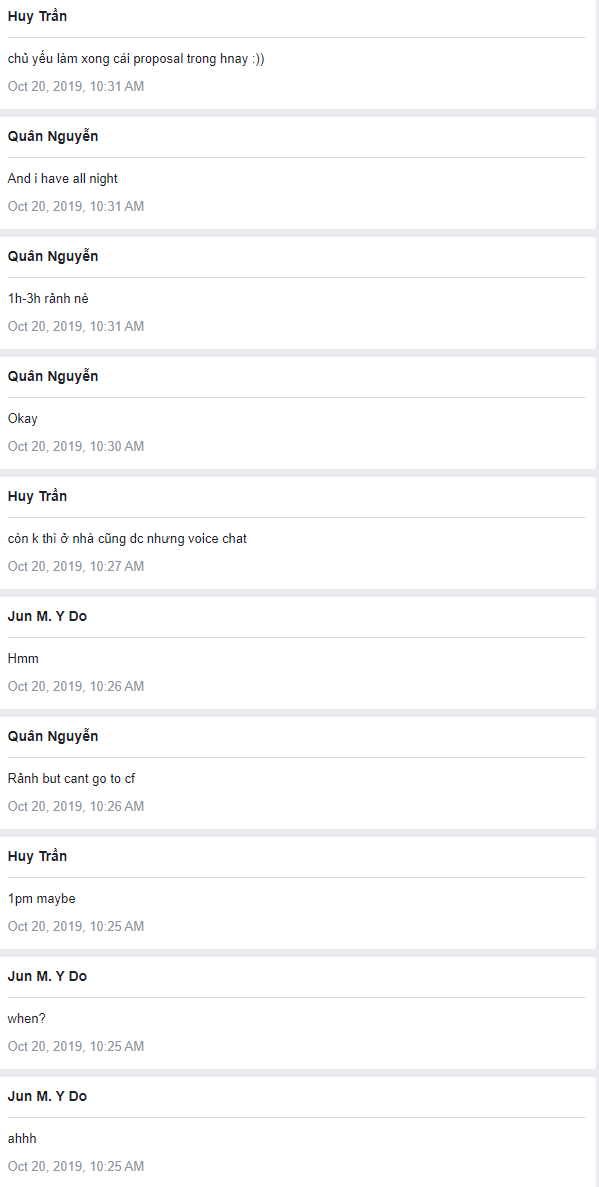 Huy Trần
chủ yếu làm xong cái proposal trong hnay :))
Oct 20, 2019, 10:31 AM
Quân Nguyễn
And i have all night
Oct 20, 2019, 10:31 AM
Quân Nguyễn
1h-3h rảnh nè
Oct 20, 2019, 10:31 AM
Quân Nguyễn
Okay
Oct 20, 2019, 10:30 AM
Huy Trần
còn k thì ở nhà cũng dc nhưng voice chat
Oct 20, 2019, 10:27 AM
Jun M. Y Do
Hmm
Oct 20, 2019, 10:26 AM
Quân Nguyễn
Rảnh but cant go to cf
Oct 20, 2019, 10:26 AM
Huy Trần
1pm maybe
Oct 20, 2019, 10:25 AM
Jun M. Y Do
when?
Oct 20, 2019, 10:25 AM
Jun M. Y Do
ahhh
Oct 20, 2019, 10:25 AM